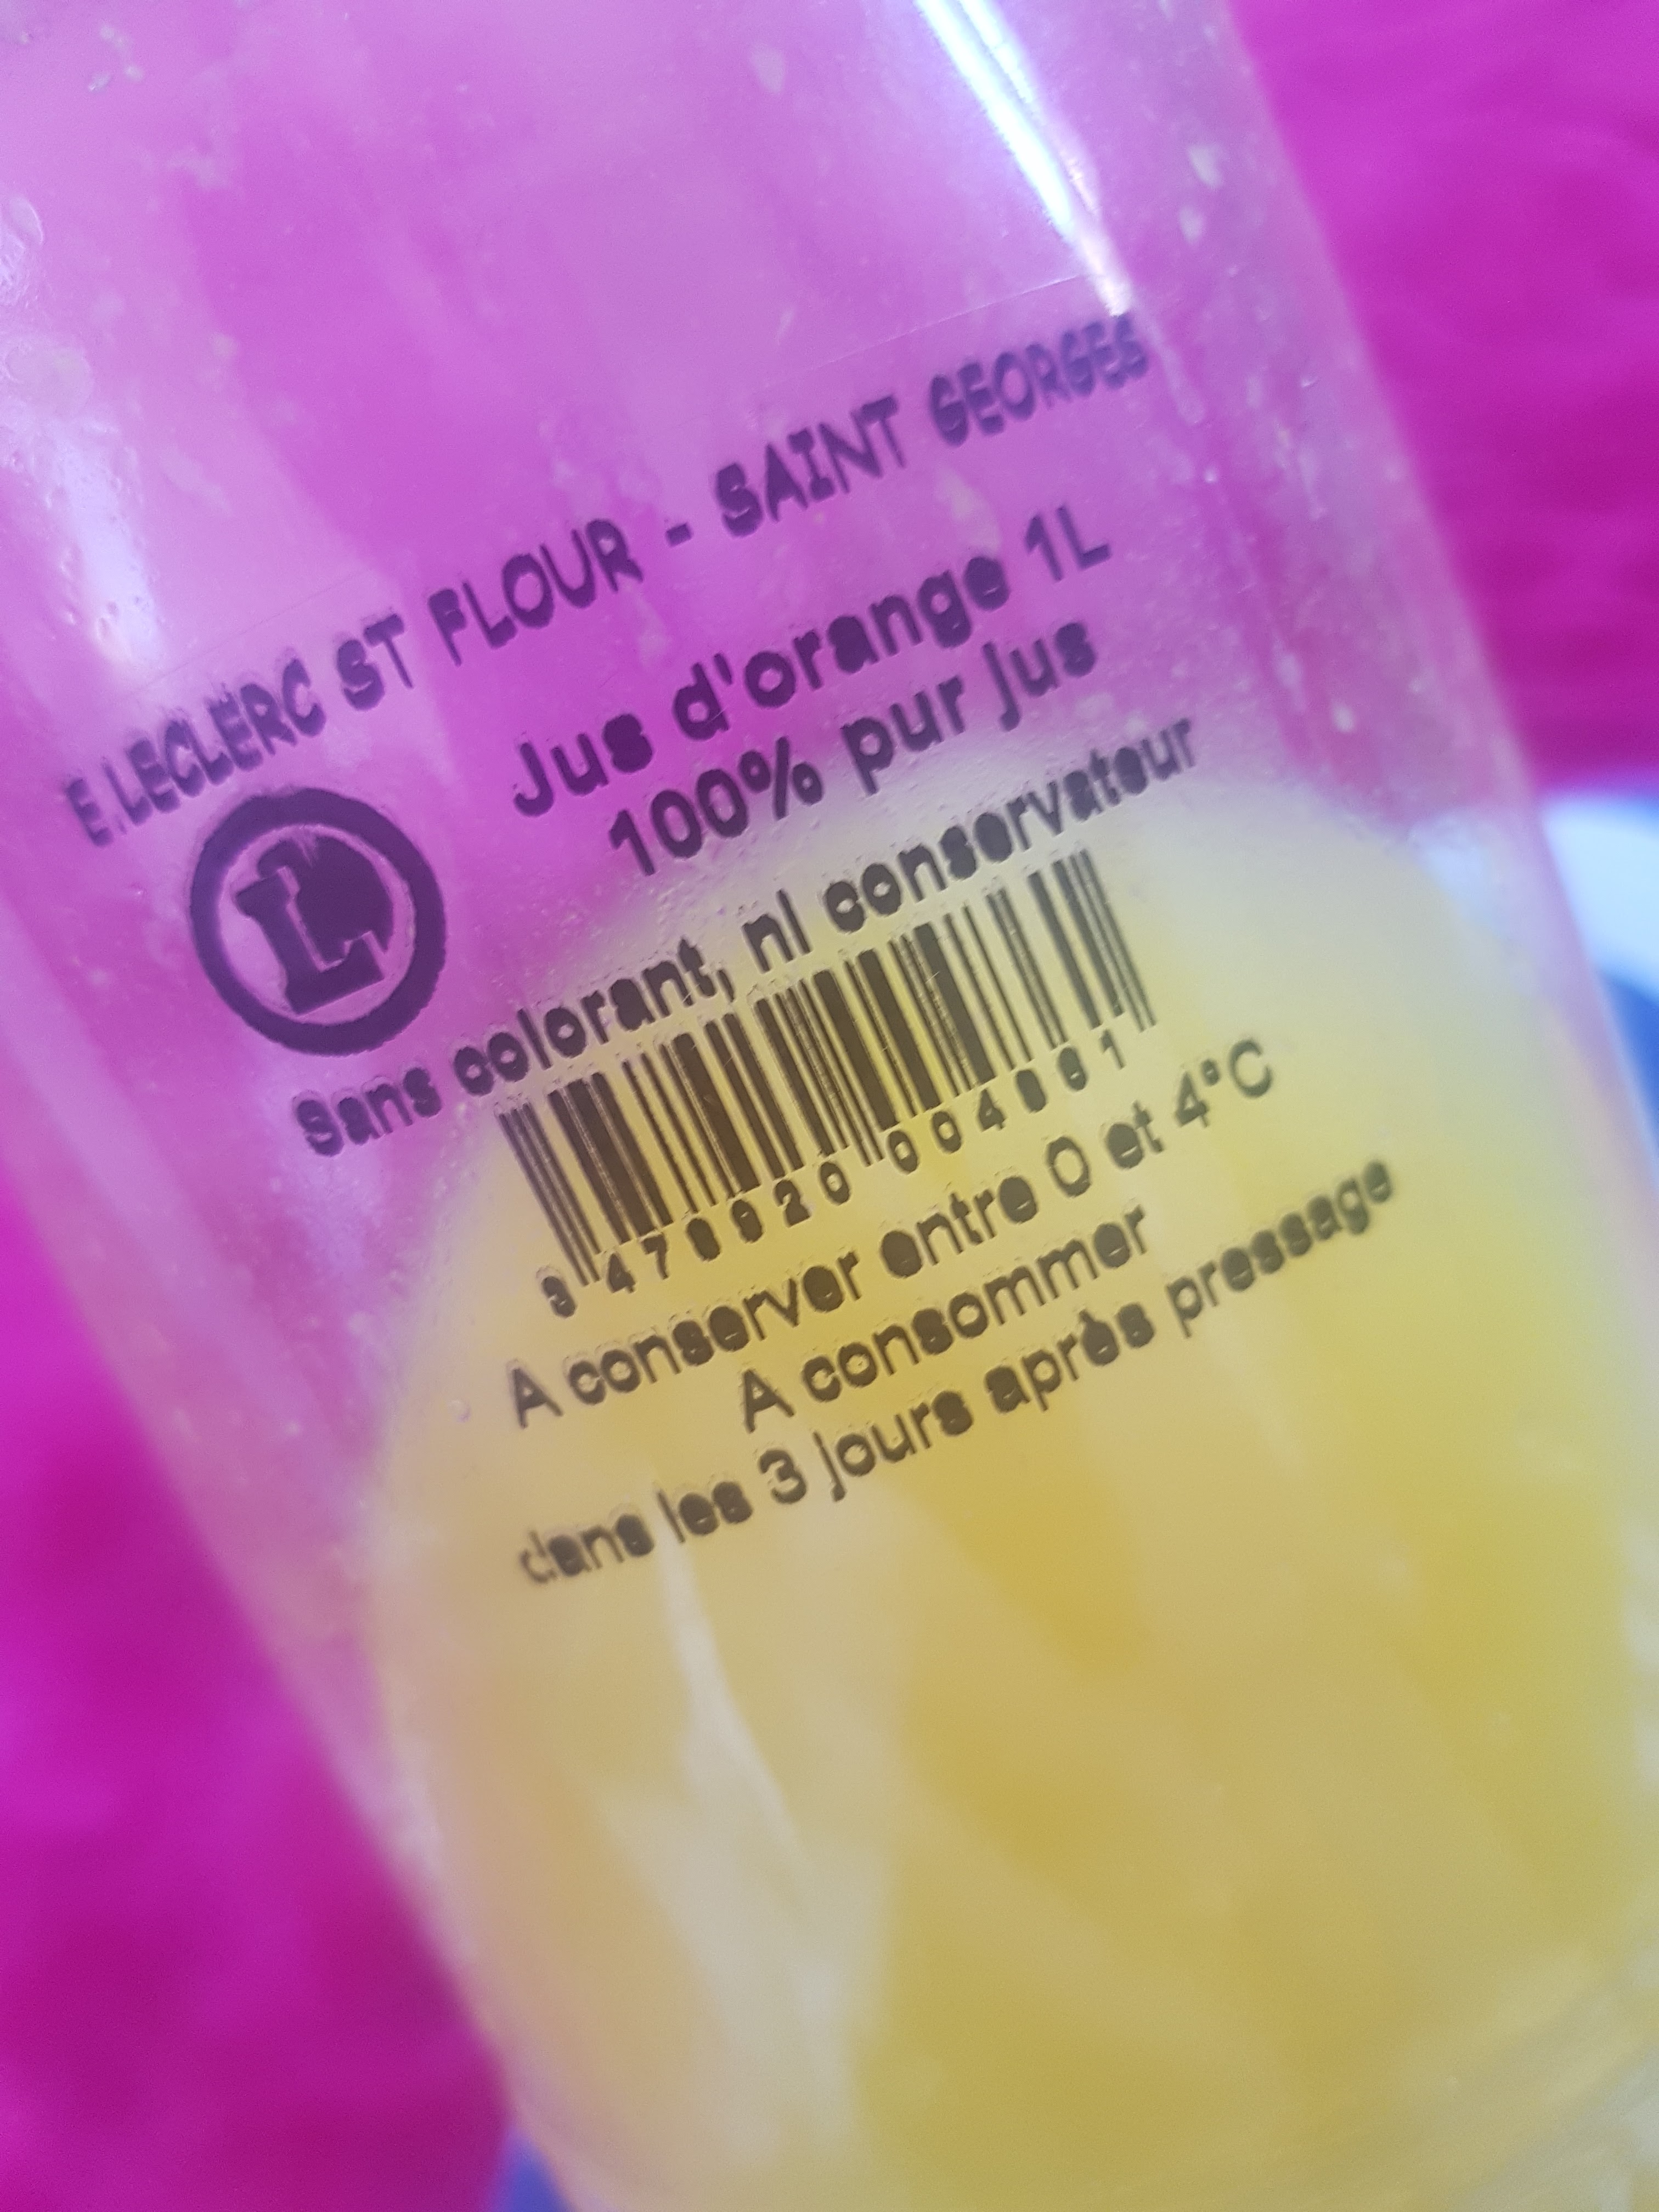 E.LECLERC ST FLOUR - SAINT GEORGES
Jus d'orange 1L
100% pur jus
L
Sans colorant, ni conservateur
A conserver entre 0 et 4°C
A consommer
dans les 3 jours après pressage